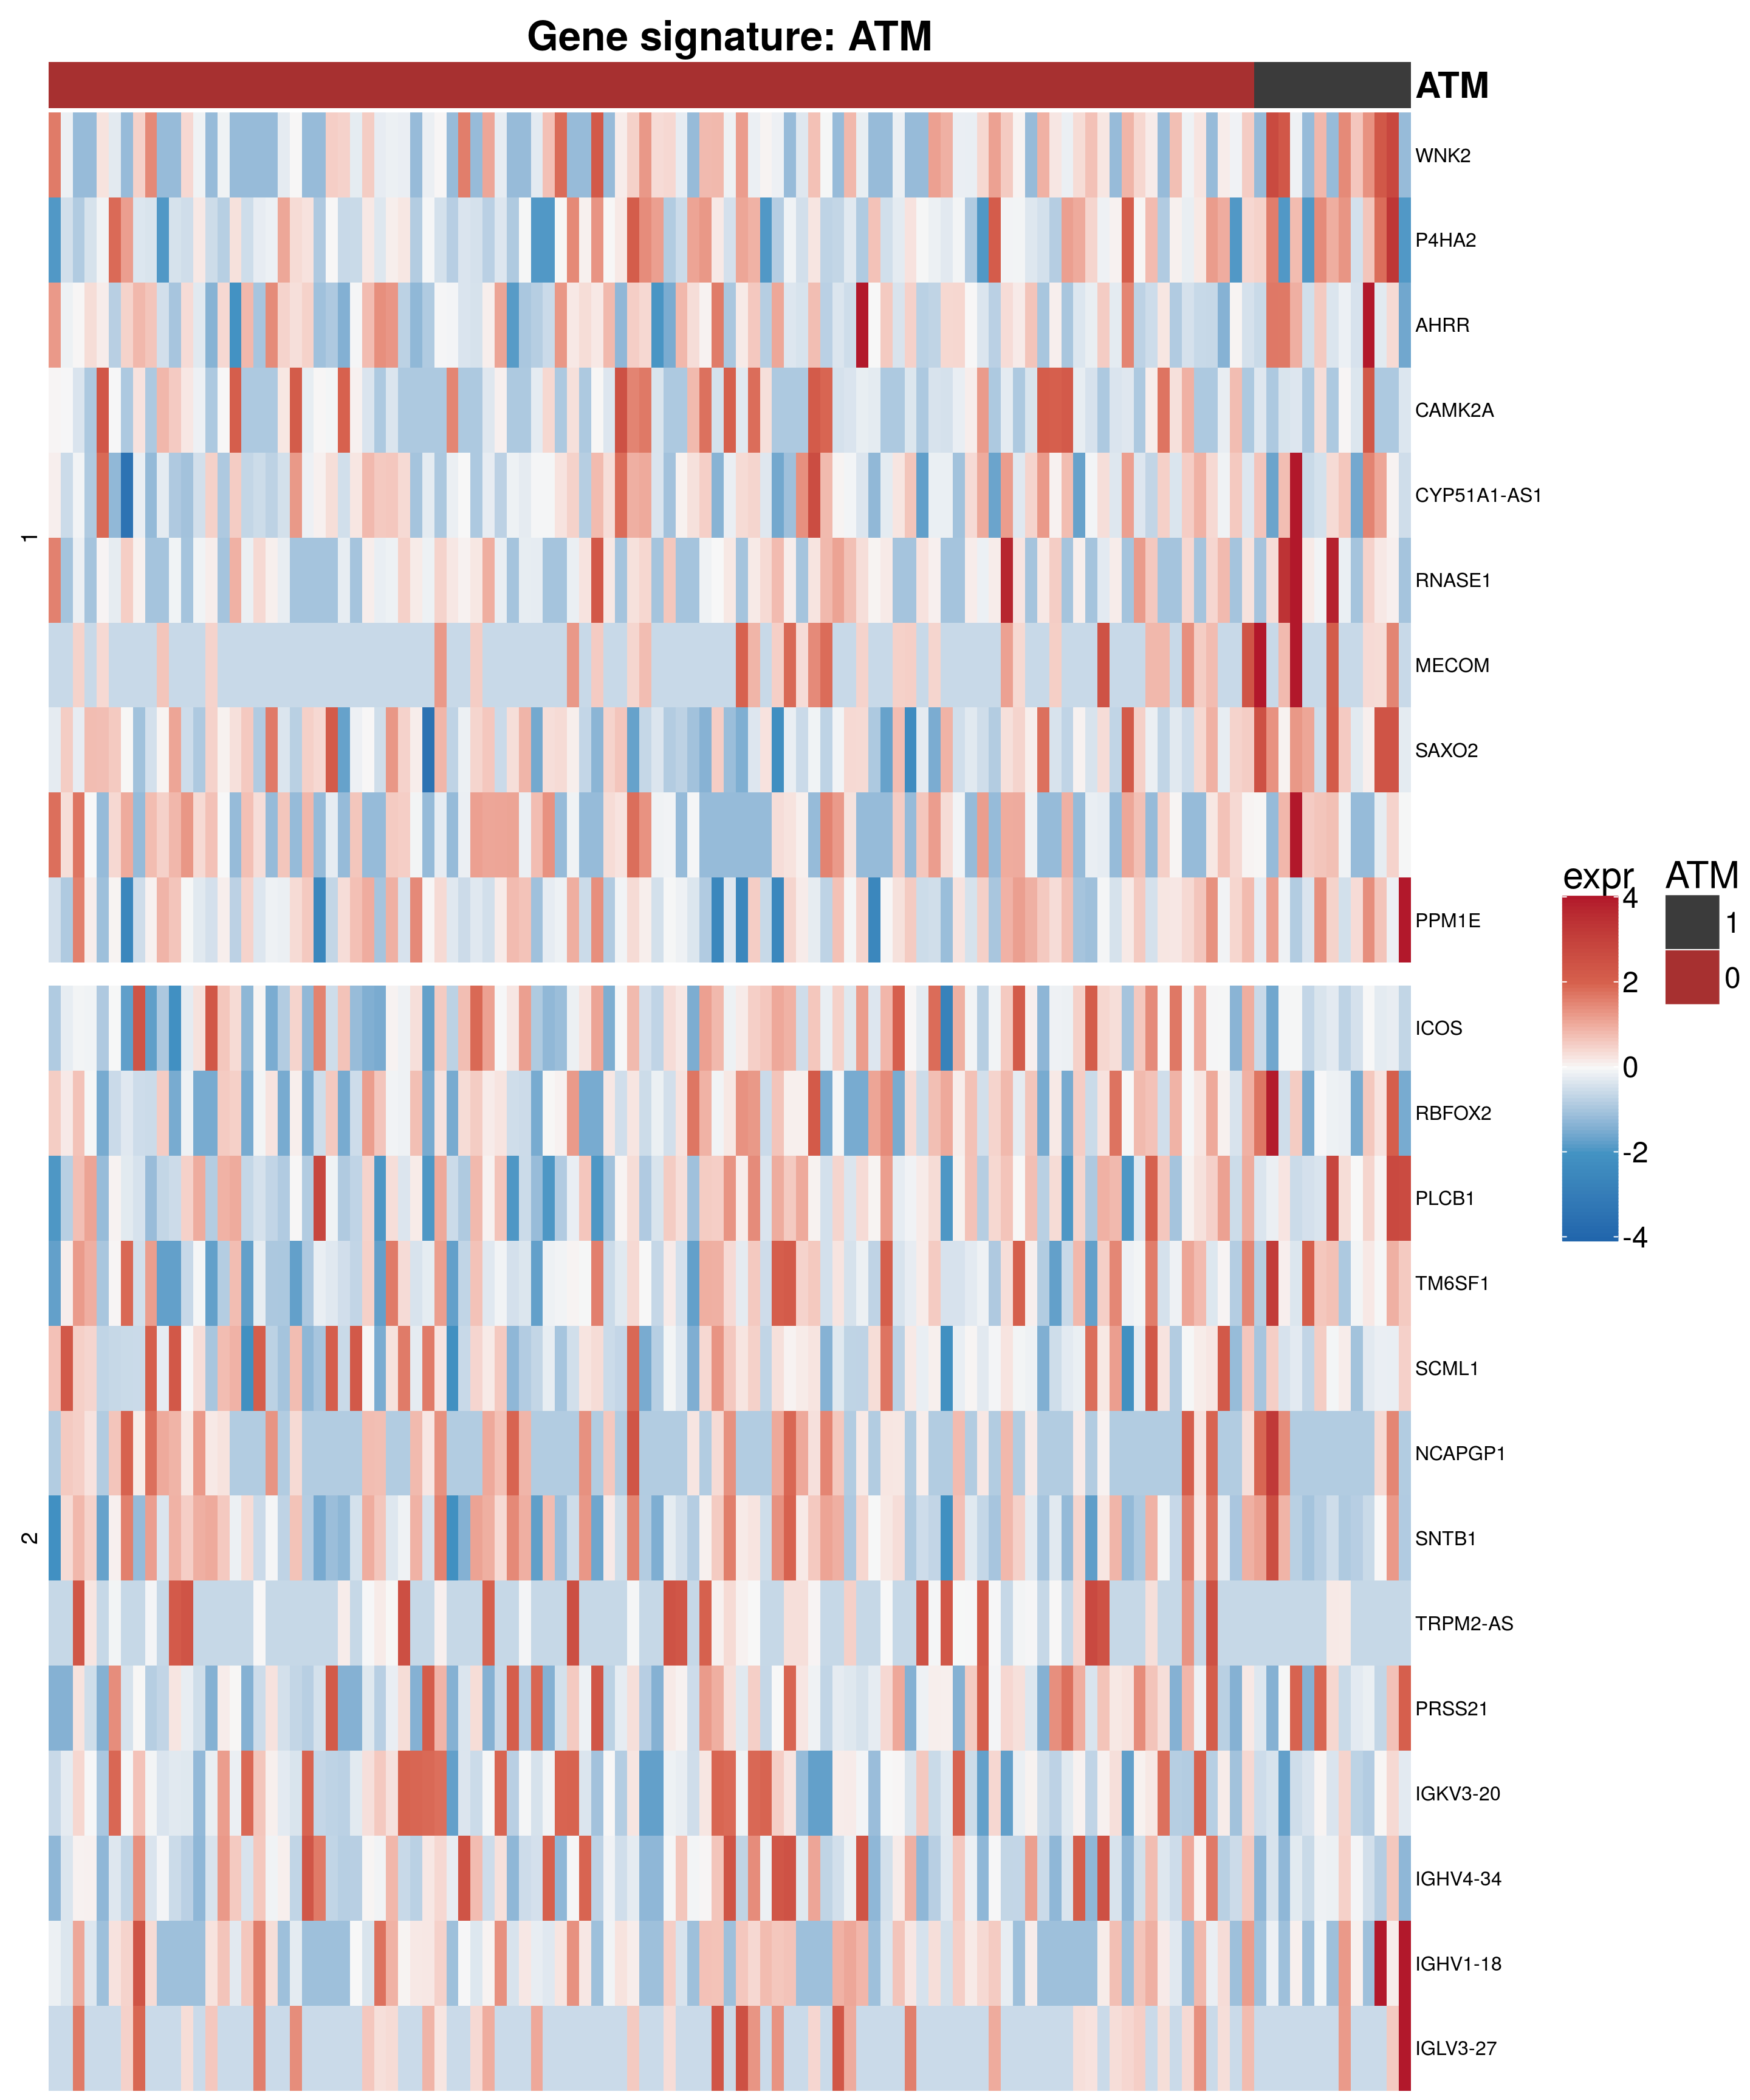 Gene signature: ATM
ATM
WNK2
P4HA2
AHRR
CAMK2A
CYP51A1-AS1
RNASE1
MECOM
SAXO2
PPM1E
1
ICOS
RBFOX2
PLCB1
TM6SF1
SCML1
NCAPGP1
SNTB1
TRPM2-AS
PRSS21
IGKV3-20
IGHV4-34
IGHV1-18
IGLV3-27
2
expr
4
2
0
-2
-4
ATM
1
0